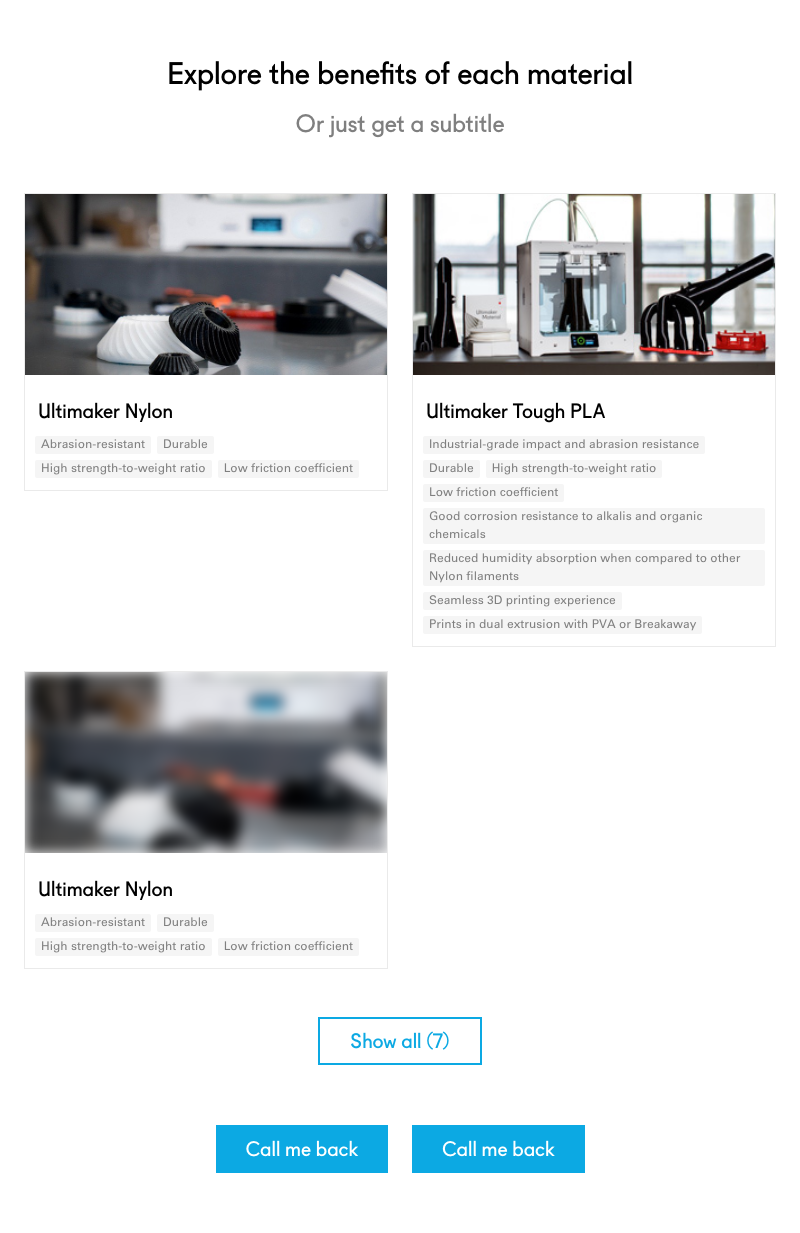 Explore the benefits of each material
Or just get a subtitle
Ultimaker Nylon
Abrasion-resistant
Durable
High strength-to-weight ratio
Low friction coefficient
Ultimaker
Material
Ultimaker Tough PLA
Industrial-grade impact and abrasion resistance
Durable
High strength-to-weight ratio
Low friction coefficient
Good corrosion resistance to alkalis and organic
chemicals
Reduced humidity absorption when compared to other
Nylon filaments
Seamless 3D printing experience
Prints in dual extrusion with PVA or Breakaway
Ultimaker Nylon
Abrasion-resistant
Durable
High strength-to-weight ratio
Low friction coefficient
Show all (7)
Call me back
Call me back